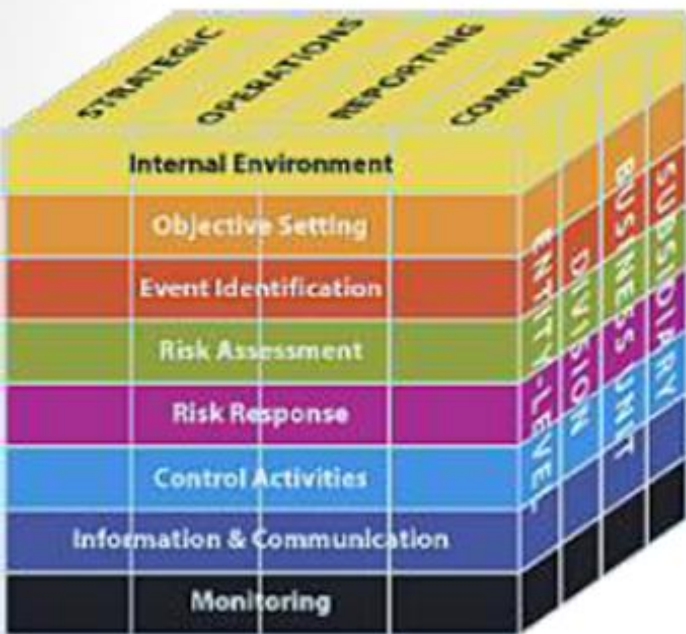 STRATEGIC
OPERATIONS
REPORTING
COMPLIANCE
Internal Environment
Objective Setting
Event Identification
Risk Assessment
Risk Response
Control Activities
Information & Communication
Monitoring
ENTITY-LEVEL
DIVISION
BUSINESS UNIT
SUBSIDIARY